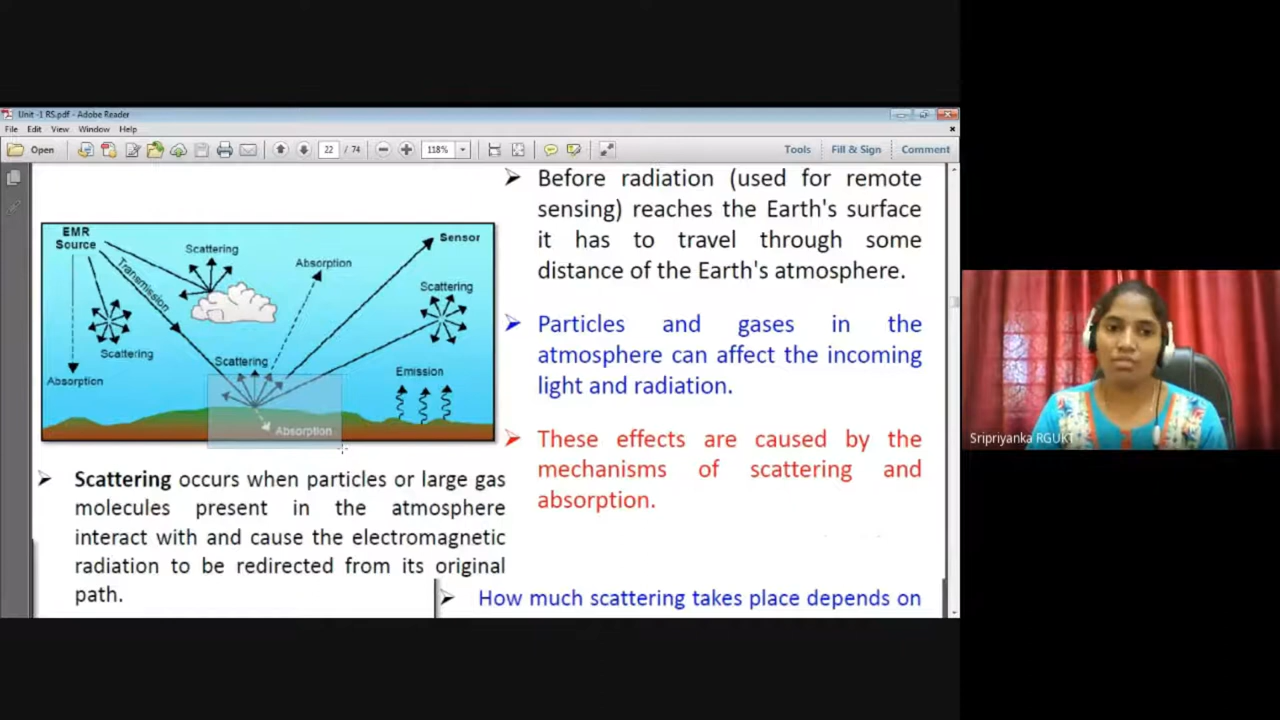 Unit -1 RS.pdf - Adobe Reader
File Edit View Window Help
Open 22 / 74 118% Tools Fill & Sign Comment
EMR
Source
Scattering
Sensor
Absorption
Transmission
Scattering
Scattering
Scattering
Absorption
Emission
Absorption
➤ Scattering occurs when particles or large gas
molecules present in the atmosphere
interact with and cause the electromagnetic
radiation to be redirected from its original
path.
➤ Before radiation (used for remote
sensing) reaches the Earth's surface
it has to travel through some
distance of the Earth's atmosphere.
➤ Particles and gases in the
atmosphere can affect the incoming
light and radiation.
➤ These effects are caused by the
mechanisms of scattering and
absorption.
➤ How much scattering takes place depends on
Sripriyanka RGUKT